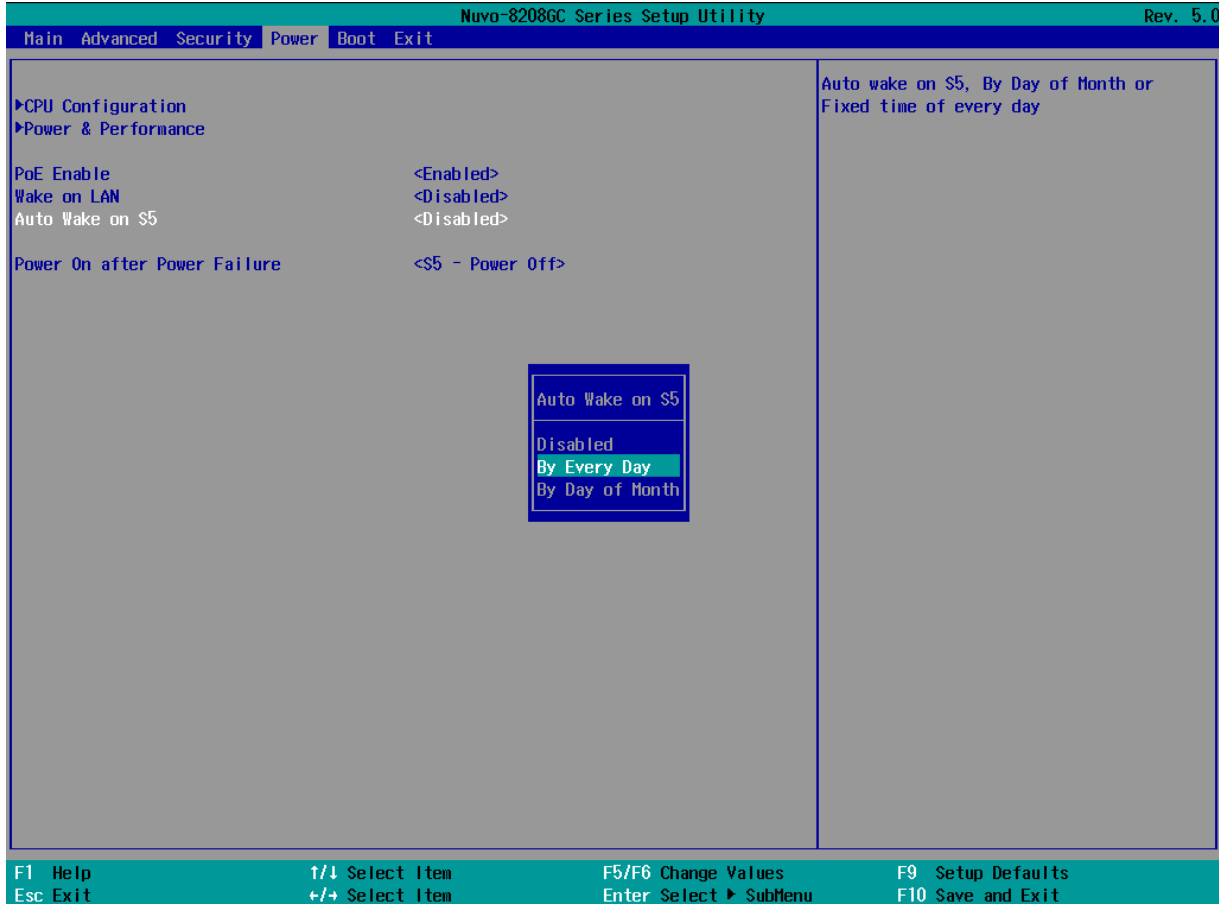 Nuvo-8208GC Series Setup Utility Rev. 5.0
Main Advanced Security Power Boot Exit
Auto wake on S5, By Day of Month or
Fixed time of every day
▶CPU Configuration
▶Power & Performance
PoE Enable <Enabled>
Wake on LAN <Disabled>
Auto Wake on S5 <Disabled>
Power On after Power Failure <S5 - Power Off>
Auto Wake on S5
Disabled
By Every Day
By Day of Month
F1 Help ↑/↓ Select Item F5/F6 Change Values F9 Setup Defaults
Esc Exit ←/→ Select Item Enter Select ▶ SubMenu F10 Save and Exit